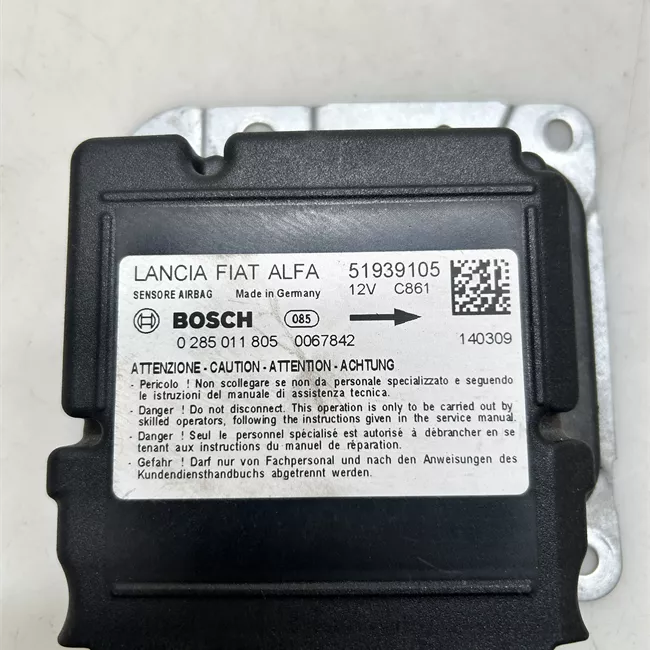 LANCIA FIAT ALFA 51939105
SENSORE AIRBAG Made in Germany 12V C861
BOSCH 085
0 285 011 805 0067842 140309
ATTENZIONE - CAUTION - ATTENTION - ACHTUNG
- Pericolo ! Non scollegare se non da personale specializzato e seguendo
le istruzioni del manuale di assistenza tecnica.
- Danger ! Do not disconnect. This operation is only to be carried out by
skilled operators, following the instructions given in the service manual.
- Danger ! Seul le personnel spécialisé est autorisé à débrancher en se
tenant aux instructions du manuel de réparation.
- Gefahr ! Darf nur von Fachpersonal und nach den Anweisungen des
Kundendiensthandbuchs abgetrennt werden.